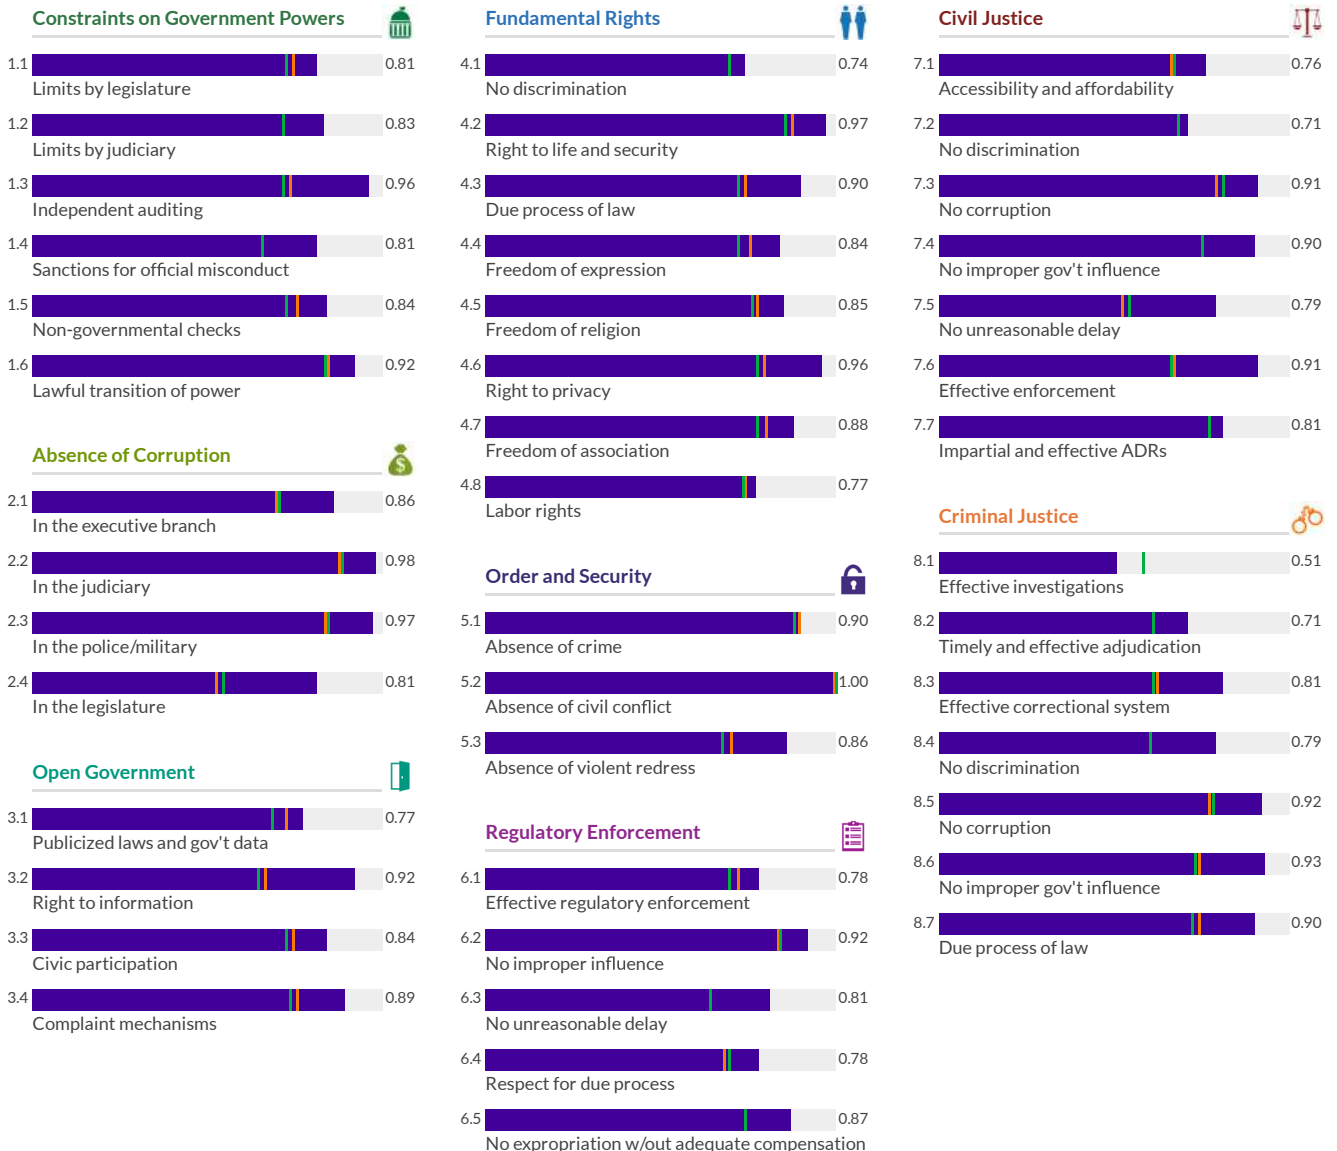 Constraints on Government Powers
1.1 0.81
Limits by legislature
1.2 0.83
Limits by judiciary
1.3 0.96
Independent auditing
1.4 0.81
Sanctions for official misconduct
1.5 0.84
Non-governmental checks
1.6 0.92
Lawful transition of power
Absence of Corruption
$
2.1 0.86
In the executive branch
2.2 0.98
In the judiciary
2.3 0.97
In the police/military
2.4 0.81
In the legislature
Open Government
3.1 0.77
Publicized laws and gov't data
3.2 0.92
Right to information
3.3 0.84
Civic participation
3.4 0.89
Complaint mechanisms
Fundamental Rights
4.1 0.74
No discrimination
4.2 0.97
Right to life and security
4.3 0.90
Due process of law
4.4 0.84
Freedom of expression
4.5 0.85
Freedom of religion
4.6 0.96
Right to privacy
4.7 0.88
Freedom of association
4.8 0.77
Labor rights
Order and Security
5.1 0.90
Absence of crime
5.2 1.00
Absence of civil conflict
5.3 0.86
Absence of violent redress
Regulatory Enforcement
6.1 0.78
Effective regulatory enforcement
6.2 0.92
No improper influence
6.3 0.81
No unreasonable delay
6.4 0.78
Respect for due process
6.5 0.87
No expropriation w/out adequate compensation
Civil Justice
7.1 0.76
Accessibility and affordability
7.2 0.71
No discrimination
7.3 0.91
No corruption
7.4 0.90
No improper gov't influence
7.5 0.79
No unreasonable delay
7.6 0.91
Effective enforcement
7.7 0.81
Impartial and effective ADRs
Criminal Justice
8.1 0.51
Effective investigations
8.2 0.71
Timely and effective adjudication
8.3 0.81
Effective correctional system
8.4 0.79
No discrimination
8.5 0.92
No corruption
8.6 0.93
No improper gov't influence
8.7 0.90
Due process of law